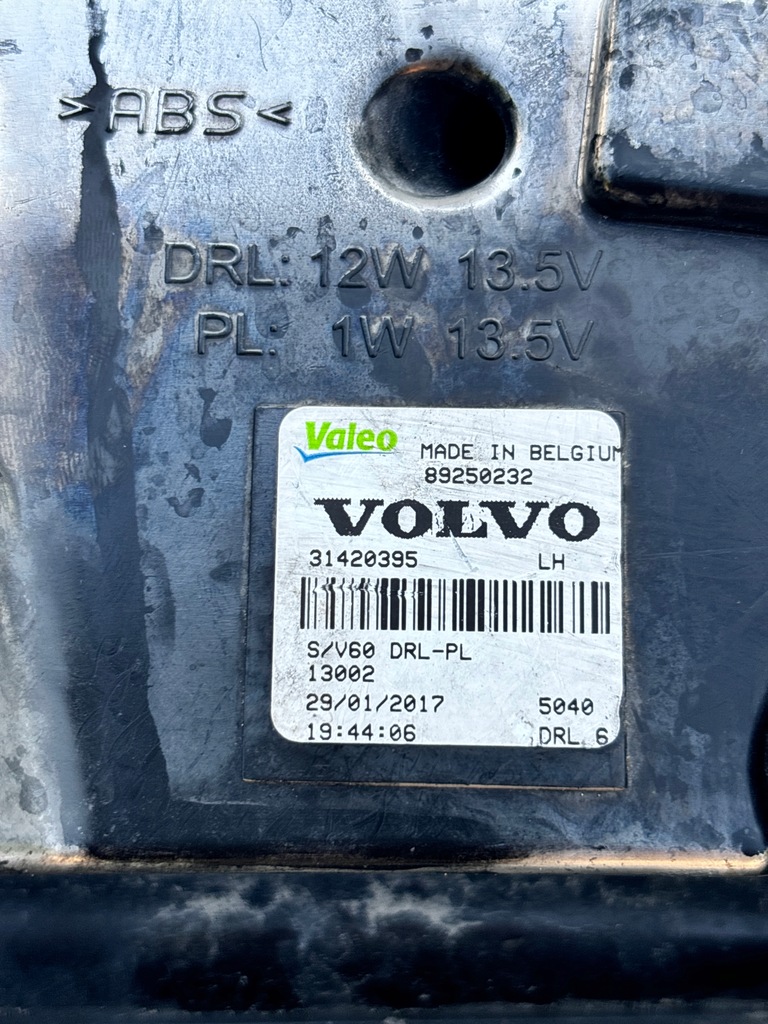 >ABS<
DRL: 12W 13.5V
PL: 1W 13.5V
Valeo MADE IN BELGIUM
89250232
VOLVO
31420395 LH
S/V60 DRL-PL
13002
29/01/2017 5040
19:44:06 DRL 6